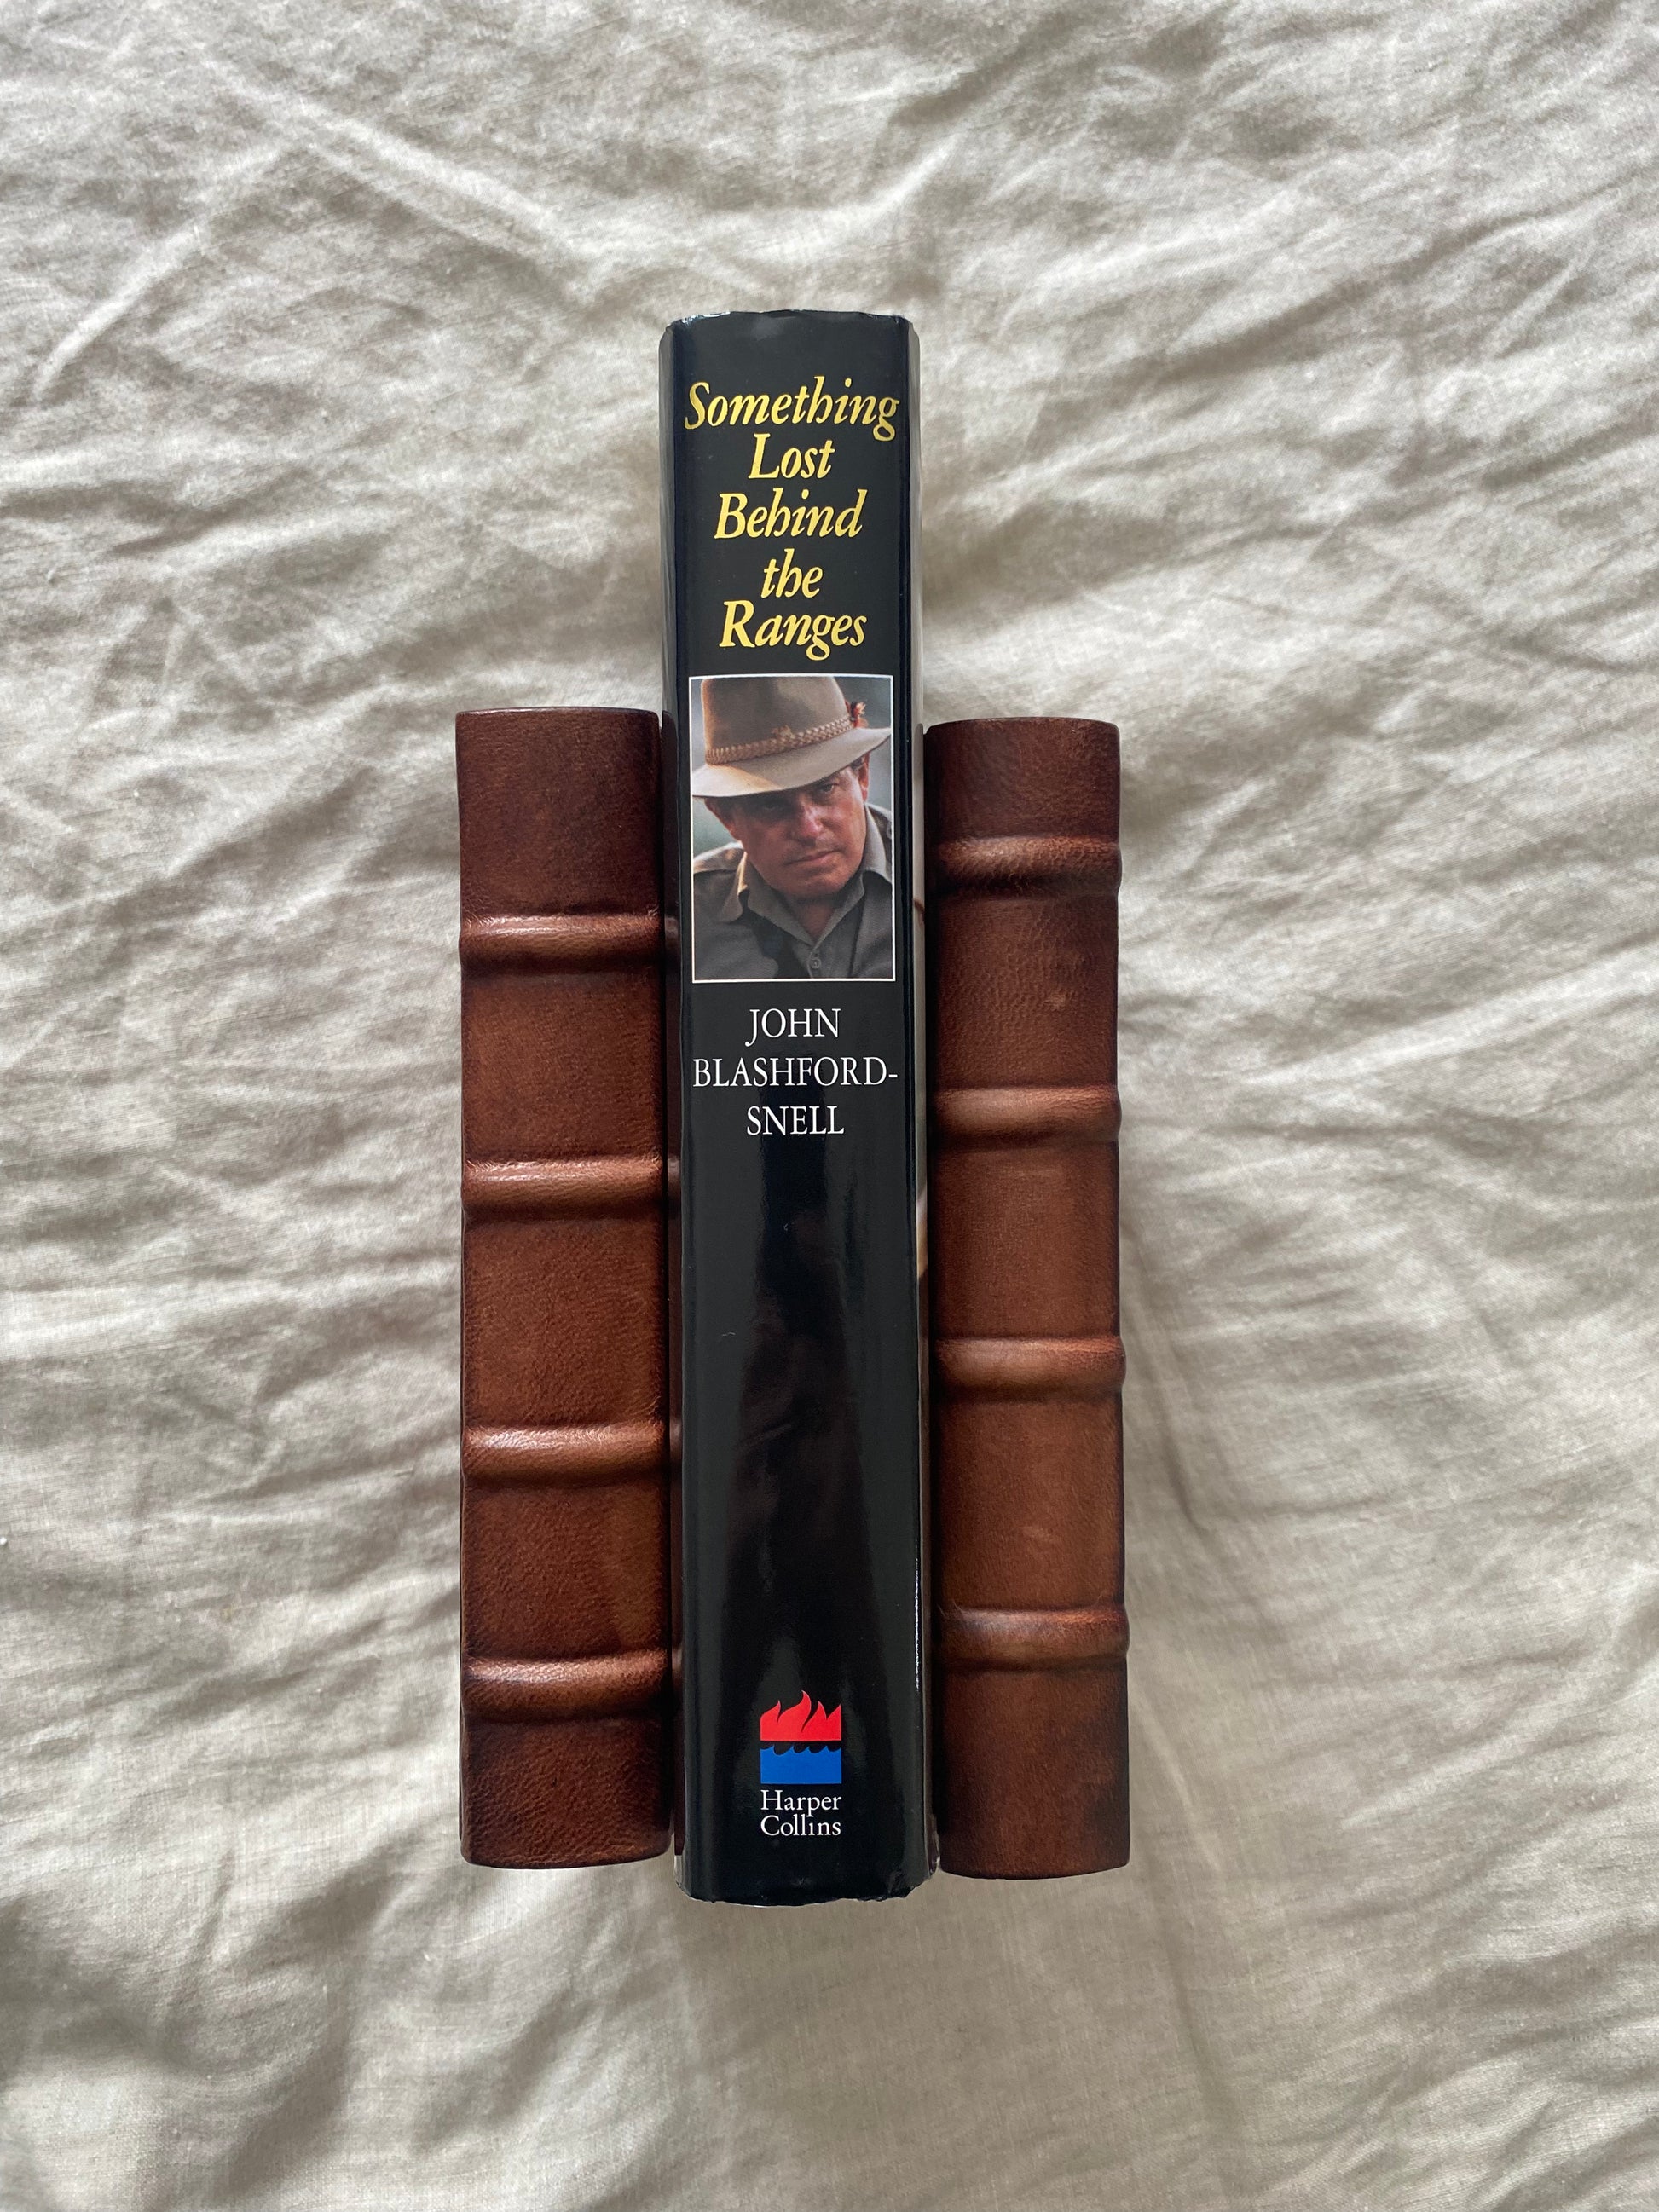 Something
Lost
Behind
the
Ranges
JOHN
BLASHFORD-
SNELL
Harper
Collins